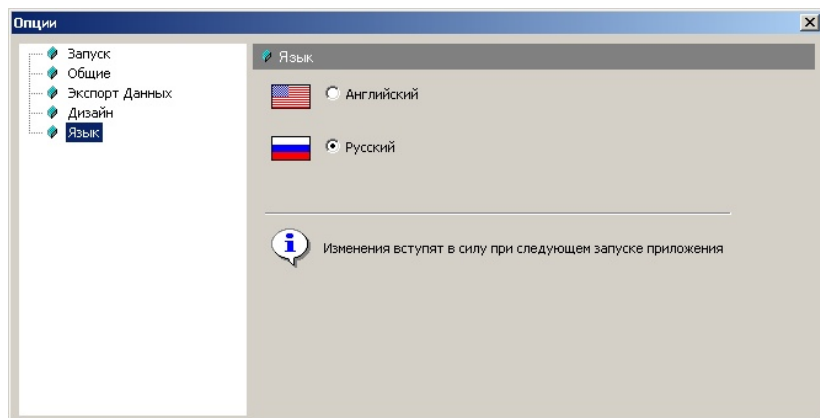 Опции
Запуск
Общие
Экспорт Данных
Дизайн
Язык
Язык
Английский
Русский
Изменения вступят в силу при следующем запуске приложения